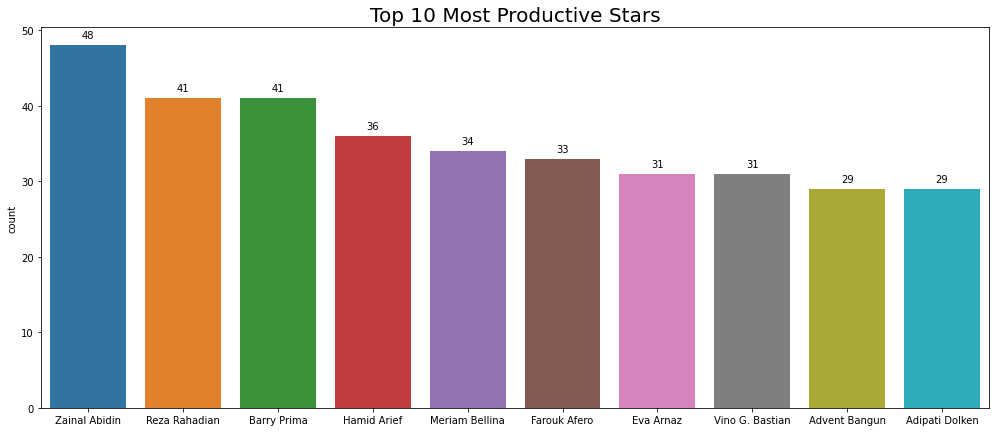 Top 10 Most Productive Stars
50
40
30
20
10
0
count
48
41
41
36
34
33
31
31
29
29
Zainal Abidin
Reza Rahadian
Barry Prima
Hamid Arief
Meriam Bellina
Farouk Afero
Eva Arnaz
Vino G. Bastian
Advent Bangun
Adipati Dolken